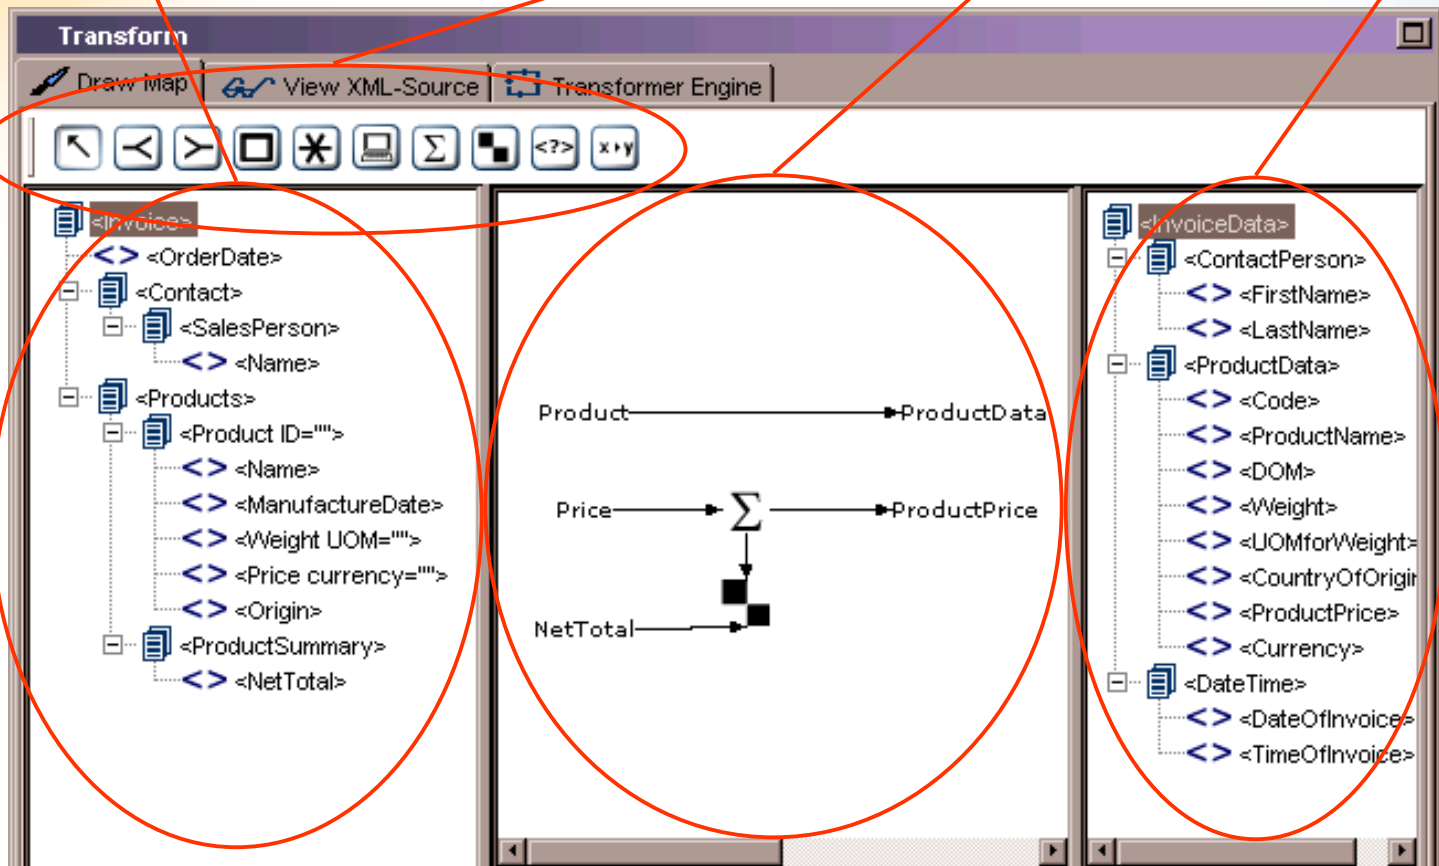 Transform
Draw Map
View XML-Source
Transformer Engine
Σ
<?>
x▸y
<Invoice>
<OrderDate>
<Contact>
<SalesPerson>
<Name>
<Products>
<Product ID="">
<Name>
<ManufactureDate>
<Weight UOM="">
<Price currency="">
<Origin>
<ProductSummary>
<NetTotal>
Product
ProductData
Price
Σ
ProductPrice
NetTotal
<InvoiceData>
<ContactPerson>
<FirstName>
<LastName>
<ProductData>
<Code>
<ProductName>
<DOM>
<Weight>
<UOMforWeight>
<CountryOfOrigin
<ProductPrice>
<Currency>
<DateTime>
<DateOfInvoice>
<TimeOfInvoice>